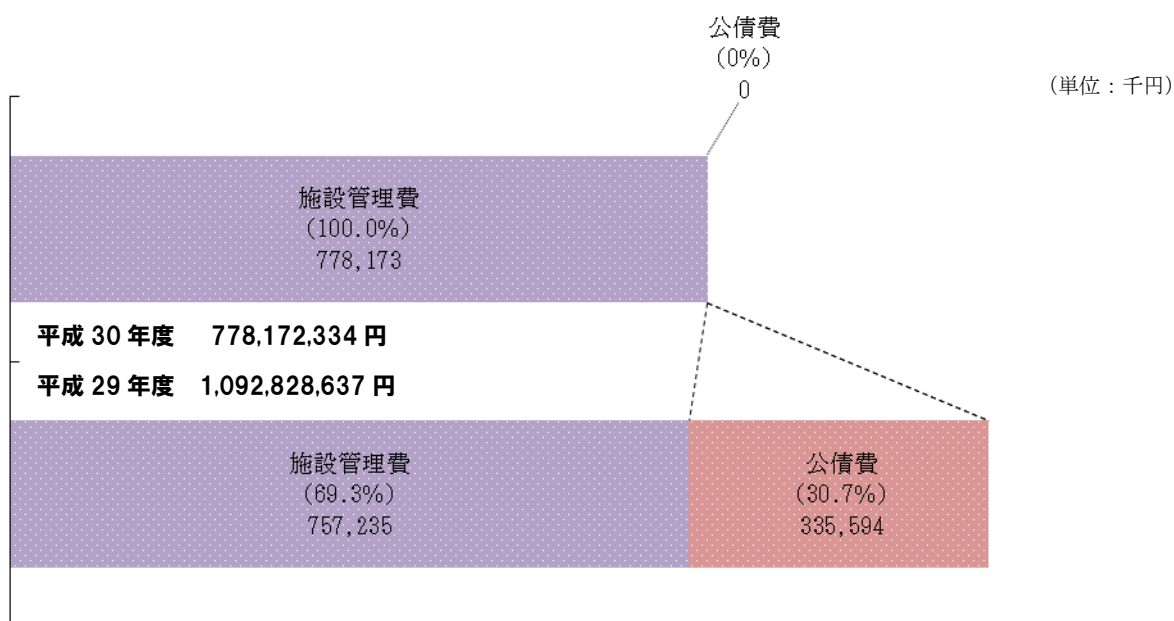 公債費
(0%)
0
(単位：千円)
施設管理費
(100.0%)
778,173
平成 30 年度 778,172,334 円
平成 29 年度 1,092,828,637 円
施設管理費
(69.3%)
757,235
公債費
(30.7%)
335,594